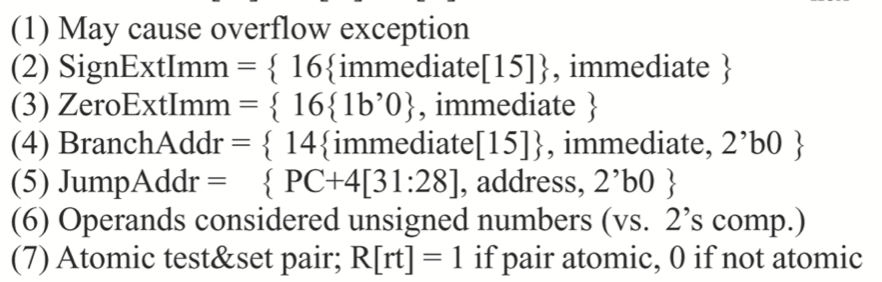 (1) May cause overflow exception
(2) SignExtImm = { 16{immediate[15]}, immediate }
(3) ZeroExtImm = { 16{1b’0}, immediate }
(4) BranchAddr = { 14{immediate[15]}, immediate, 2’b0 }
(5) JumpAddr = { PC+4[31:28], address, 2’b0 }
(6) Operands considered unsigned numbers (vs. 2’s comp.)
(7) Atomic test&set pair; R[rt] = 1 if pair atomic, 0 if not atomic